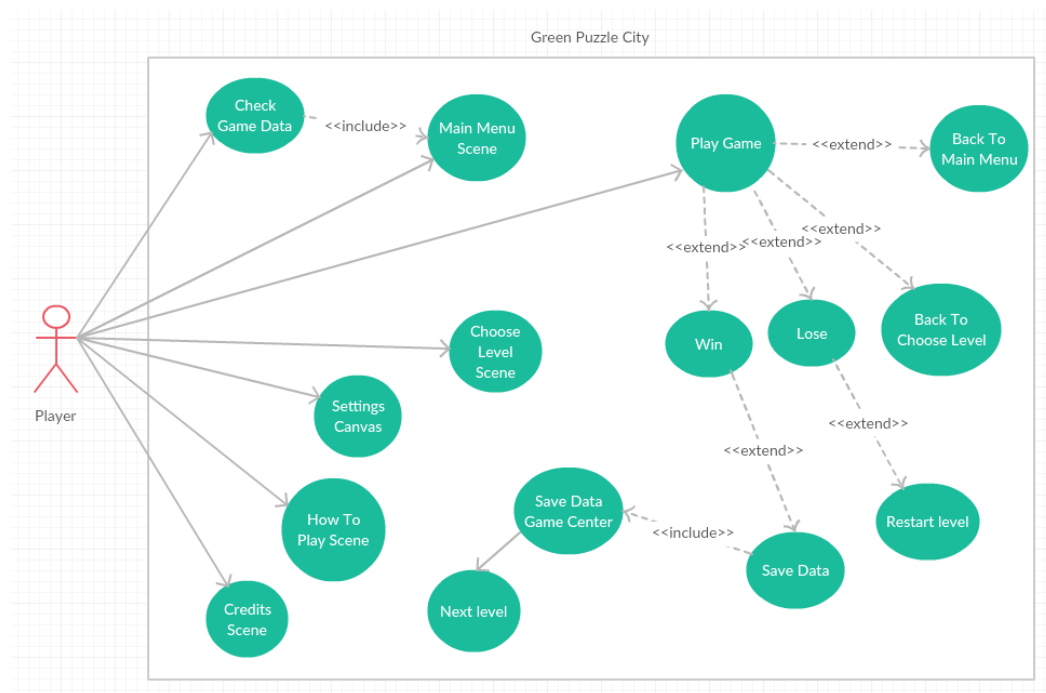 Green Puzzle City
Check
Game Data
<<include>>
Main Menu
Scene
Play Game
<<extend>>
Back To
Main Menu
<<extend>>
<<extend>>
<<extend>>
Choose
Level
Scene
Win
Lose
Back To
Choose Level
Player
Settings
Canvas
<<extend>>
<<extend>>
How To
Play Scene
Save Data
Game Center
<<include>>
Restart level
Save Data
Credits
Scene
Next level